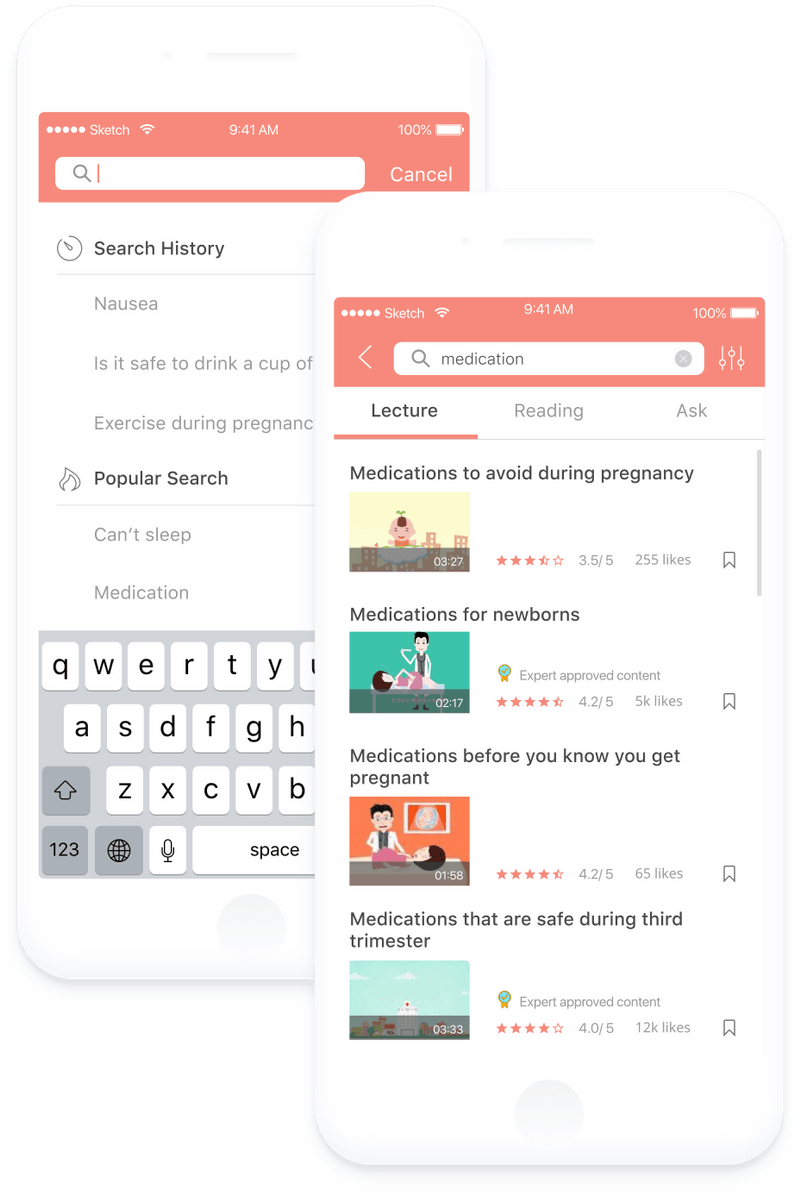 Sketch 9:41 AM 100%
Cancel
Search History
Nausea
Is it safe to drink a cup of
Exercise during pregnanc
Popular Search
Can't sleep
Medication
q w e r t y
a s d f g h
z x c v b
123 space
Sketch 9:41 AM 100%
medication
Lecture Reading Ask
Medications to avoid during pregnancy
03:27 3.5/5 255 likes
Medications for newborns
Expert approved content
02:17 4.2/5 5k likes
Medications before you know you get
pregnant
01:58 4.2/5 65 likes
Medications that are safe during third
trimester
Expert approved content
03:33 4.0/5 12k likes